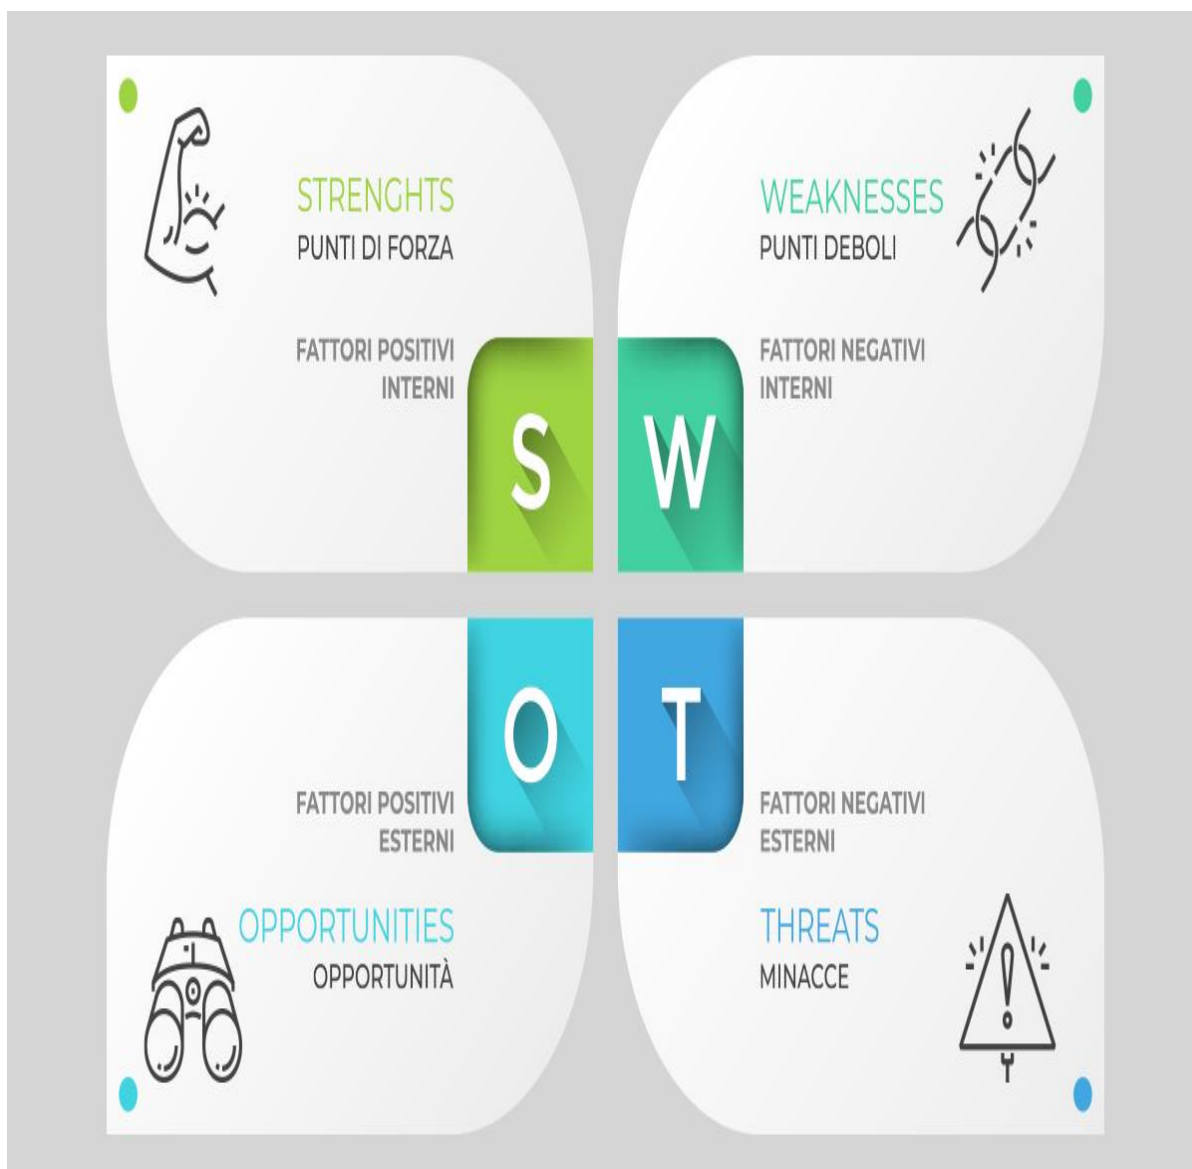 STRENGHTS
PUNTI DI FORZA
FATTORI POSITIVI
INTERNI
S
WEAKNESSES
PUNTI DEBOLI
FATTORI NEGATIVI
INTERNI
W
O
FATTORI POSITIVI
ESTERNI
OPPORTUNITIES
OPPORTUNITÀ
T
FATTORI NEGATIVI
ESTERNI
THREATS
MINACCE